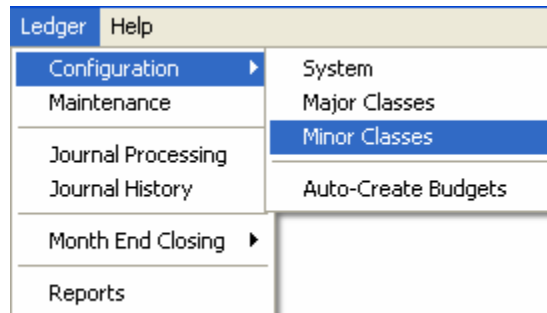 Ledger Help
Configuration
Maintenance
Journal Processing
Journal History
Month End Closing
Reports
System
Major Classes
Minor Classes
Auto-Create Budgets